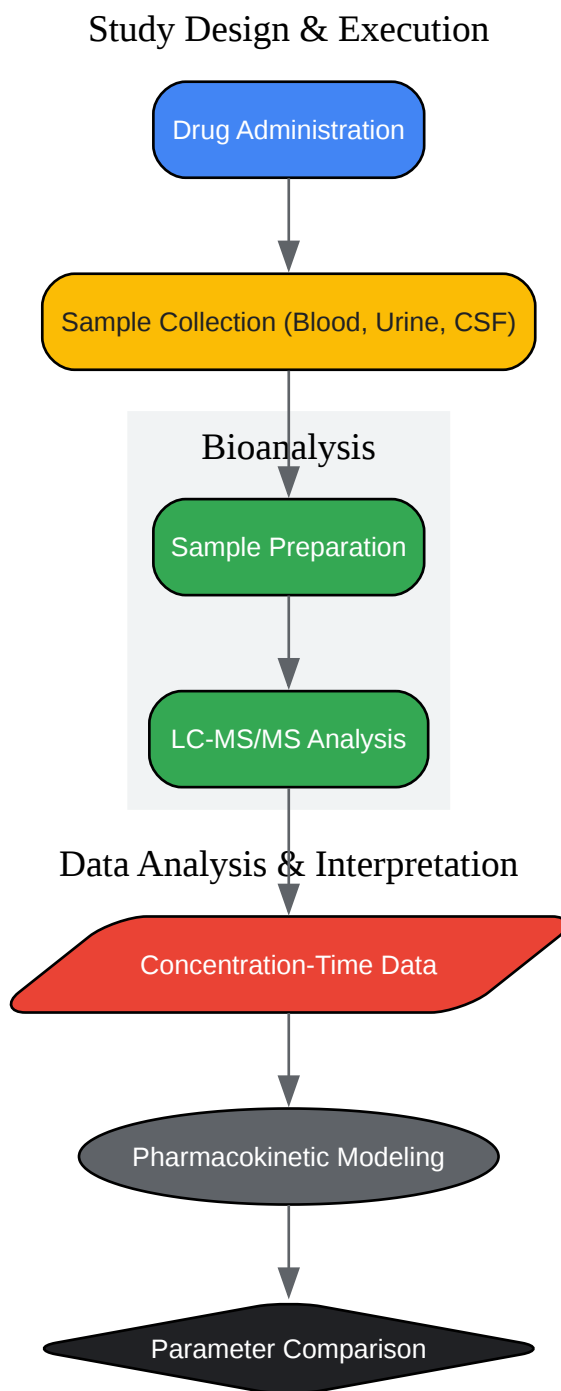 Study Design & Execution
Drug Administration
Sample Collection (Blood, Urine, CSF)
Bioanalysis
Sample Preparation
LC-MS/MS Analysis
Data Analysis & Interpretation
Concentration-Time Data
Pharmacokinetic Modeling
Parameter Comparison